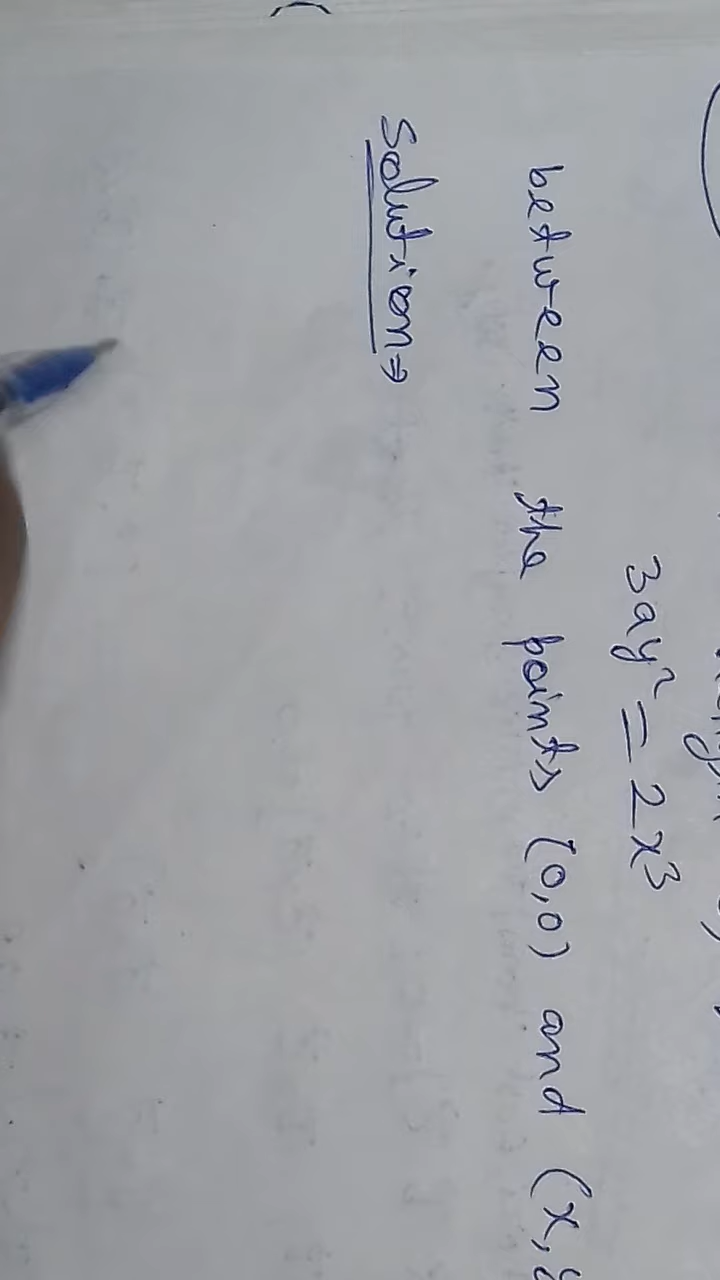 3ay² = 2x³
between the points (0,0) and (x,
Solution ⇒